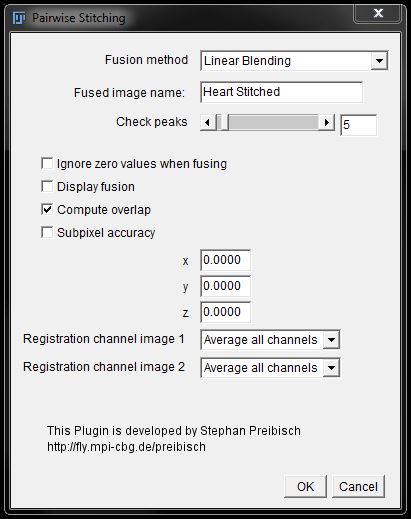 Pairwise Stitching
Fusion method Linear Blending
Fused image name: Heart Stitched
Check peaks 5
Ignore zero values when fusing
Display fusion
Compute overlap
Subpixel accuracy
x 0.0000
y 0.0000
z 0.0000
Registration channel image 1 Average all channels
Registration channel image 2 Average all channels
This Plugin is developed by Stephan Preibisch
http://fly.mpi-cbg.de/preibisch
OK Cancel